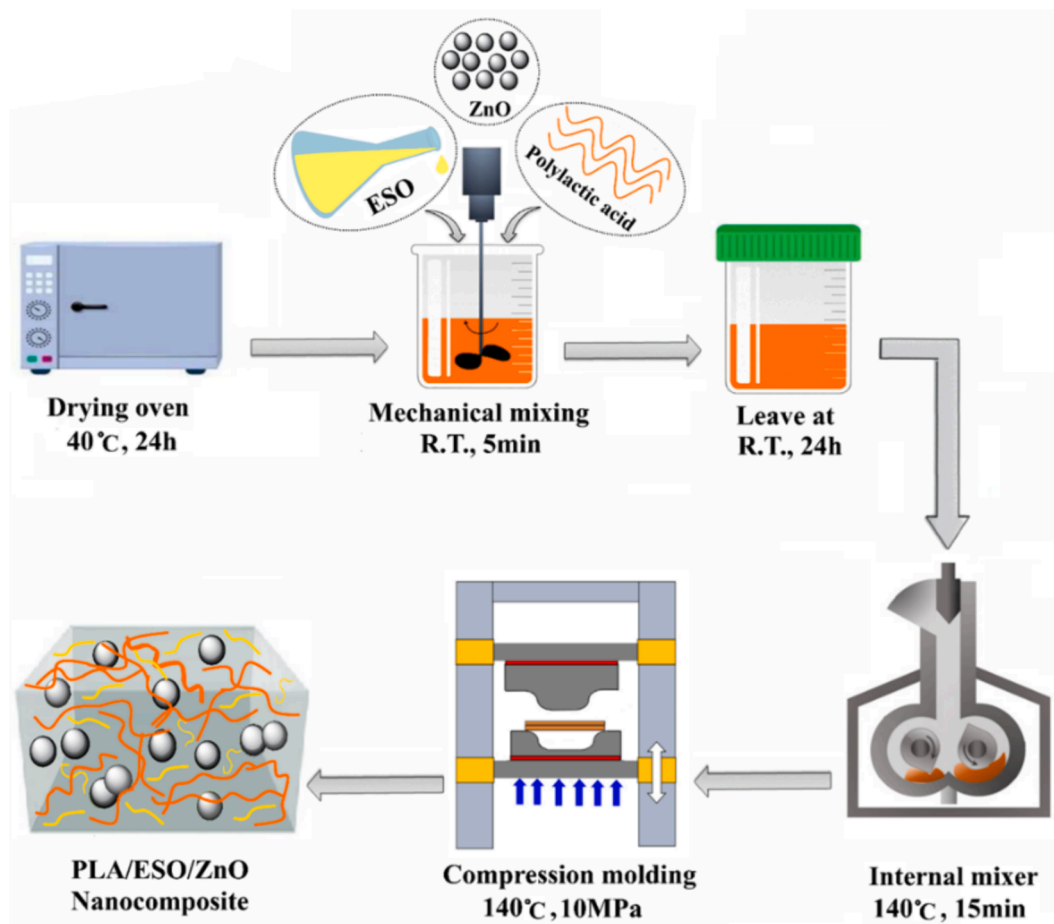 ZnO
ESO
Polylactic acid
Drying oven
40℃, 24h
Mechanical mixing
R.T., 5min
Leave at
R.T., 24h
PLA/ESO/ZnO
Nanocomposite
Compression molding
140℃, 10MPa
Internal mixer
140℃, 15min